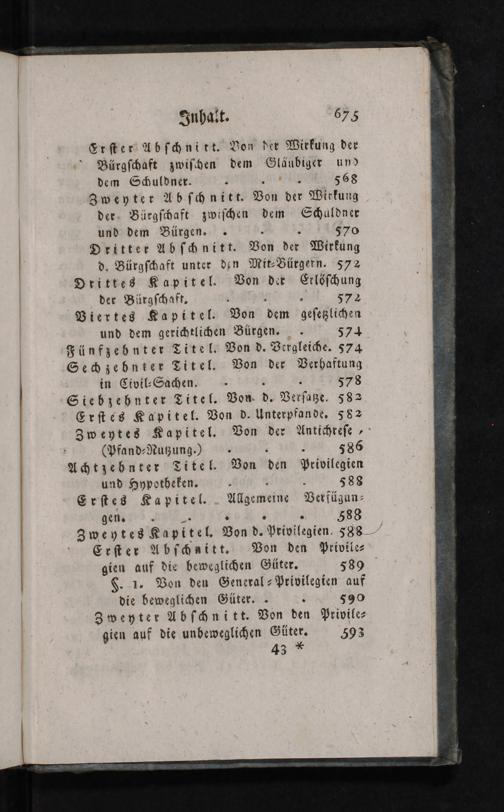 Inhalt. 675
Erster Abschnitt. Von der Wirkung der
Bürgschaft zwischen dem Gläubiger und
dem Schuldner. . . . 568
Zweyter Abschnitt. Von der Wirkung
der Bürgschaft zwischen dem Schuldner
und dem Bürgen. . . . 570
Dritter Abschnitt. Von der Wirkung
d. Bürgschaft unter den Mit-Bürgern. 572
Drittes Kapitel. Von der Erlöschung
der Bürgschaft. . . . 572
Viertes Kapitel. Von dem gesetzlichen
und dem gerichtlichen Bürgen. . 574
Fünfzehnter Titel. Von d. Vergleiche. 574
Sechzehnter Titel. Von der Verhaftung
in Civil-Sachen. . . . 578
Siebzehnter Titel. Von d. Versatze. 582
Erstes Kapitel. Von d. Unterpfande. 582
Zweytes Kapitel. Von der Antichrese,
(Pfand-Nutzung.) . . . 586
Achtzehnter Titel. Von den Privilegien
und Hypotheken. . . . 588
Erstes Kapitel. Allgemeine Verfügun-
gen. . . . . . 588
Zweytes Kapitel. Von d. Privilegien. 588
Erster Abschnitt. Von den Privile-
gien auf die beweglichen Güter. 589
§. 1. Von den General-Privilegien auf
die beweglichen Güter. . . 590
Zweyter Abschnitt. Von den Privile-
gien auf die unbeweglichen Güter. 593
43 *